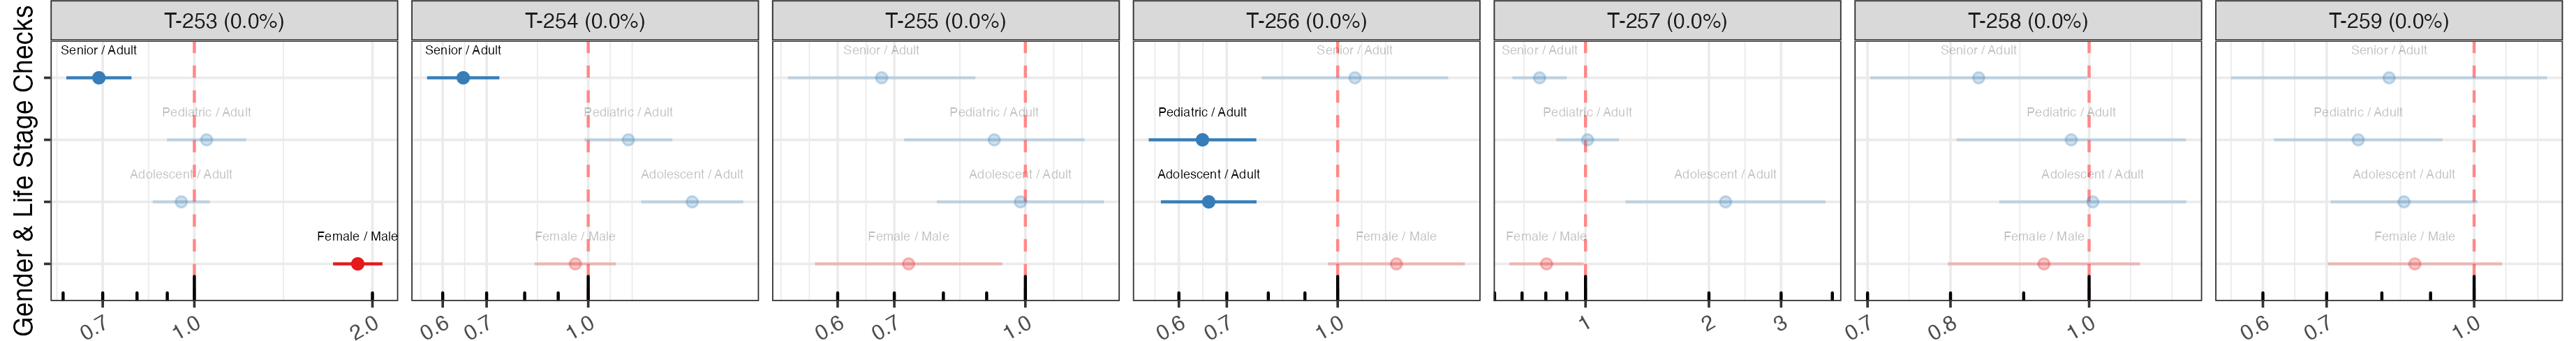 Gender & Life Stage Checks
T-253 (0.0%)
Senior / Adult
Pediatric / Adult
Adolescent / Adult
Female / Male
0.7 1.0 2.0
T-254 (0.0%)
Senior / Adult
Pediatric / Adult
Adolescent / Adult
Female / Male
0.6 0.7 1.0
T-255 (0.0%)
Senior / Adult
Pediatric / Adult
Adolescent / Adult
Female / Male
0.6 0.7 1.0
T-256 (0.0%)
Senior / Adult
Pediatric / Adult
Adolescent / Adult
Female / Male
0.6 0.7 1.0
T-257 (0.0%)
Senior / Adult
Pediatric / Adult
Adolescent / Adult
Female / Male
1 2 3
T-258 (0.0%)
Senior / Adult
Pediatric / Adult
Adolescent / Adult
Female / Male
0.7 0.8 1.0
T-259 (0.0%)
Senior / Adult
Pediatric / Adult
Adolescent / Adult
Female / Male
0.6 0.7 1.0